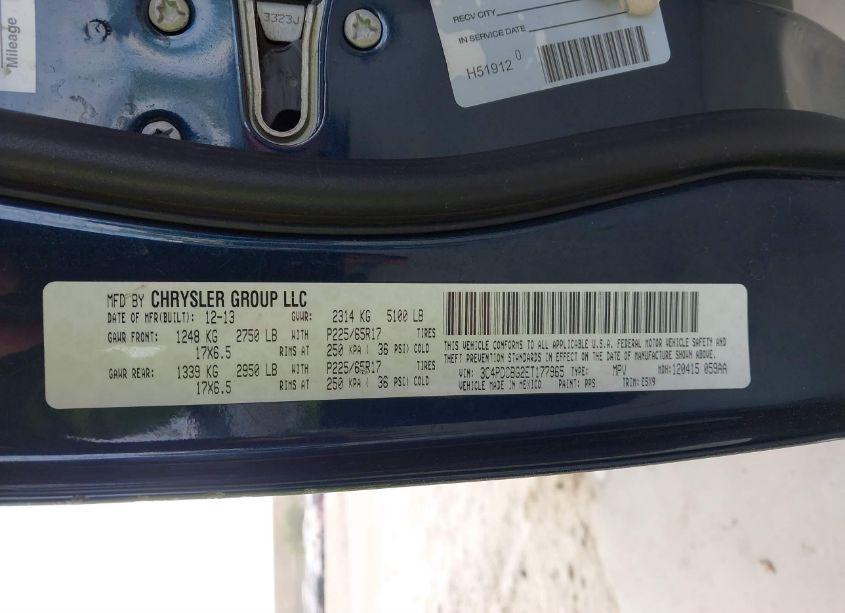 Mileage
3323J
RECV CITY
IN SERVICE DATE
H51912 0
MFD BY CHRYSLER GROUP LLC
DATE OF MFR(BUILT): 12-13 GVWR: 2314 KG 5100 LB
GAWR FRONT: 1248 KG 2750 LB WITH P225/65R17 TIRES
17X6.5 RIMS AT 250 KPA ( 36 PSI) COLD
GAWR REAR: 1339 KG 2950 LB WITH P225/65R17 TIRES
17X6.5 RIMS AT 250 KPA ( 36 PSI) COLD
THIS VEHICLE CONFORMS TO ALL APPLICABLE U.S.A. FEDERAL MOTOR VEHICLE SAFETY AND
THEFT PREVENTION STANDARDS IN EFFECT ON THE DATE OF MANUFACTURE SHOWN ABOVE.
VIN: 3C4PDCBG2ET177965 TYPE: MPV MDH: 120415 059AA
VEHICLE MADE IN MEXICO PAINT: PPS TRIM: E5X9